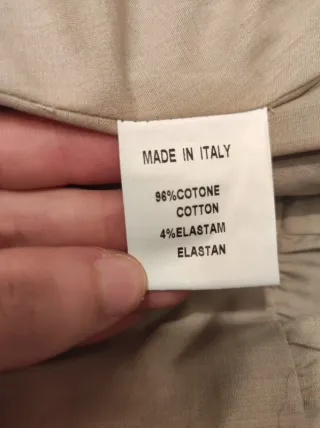 MADE IN ITALY
96%COTONE
COTTON
4%ELASTAM
ELASTAN